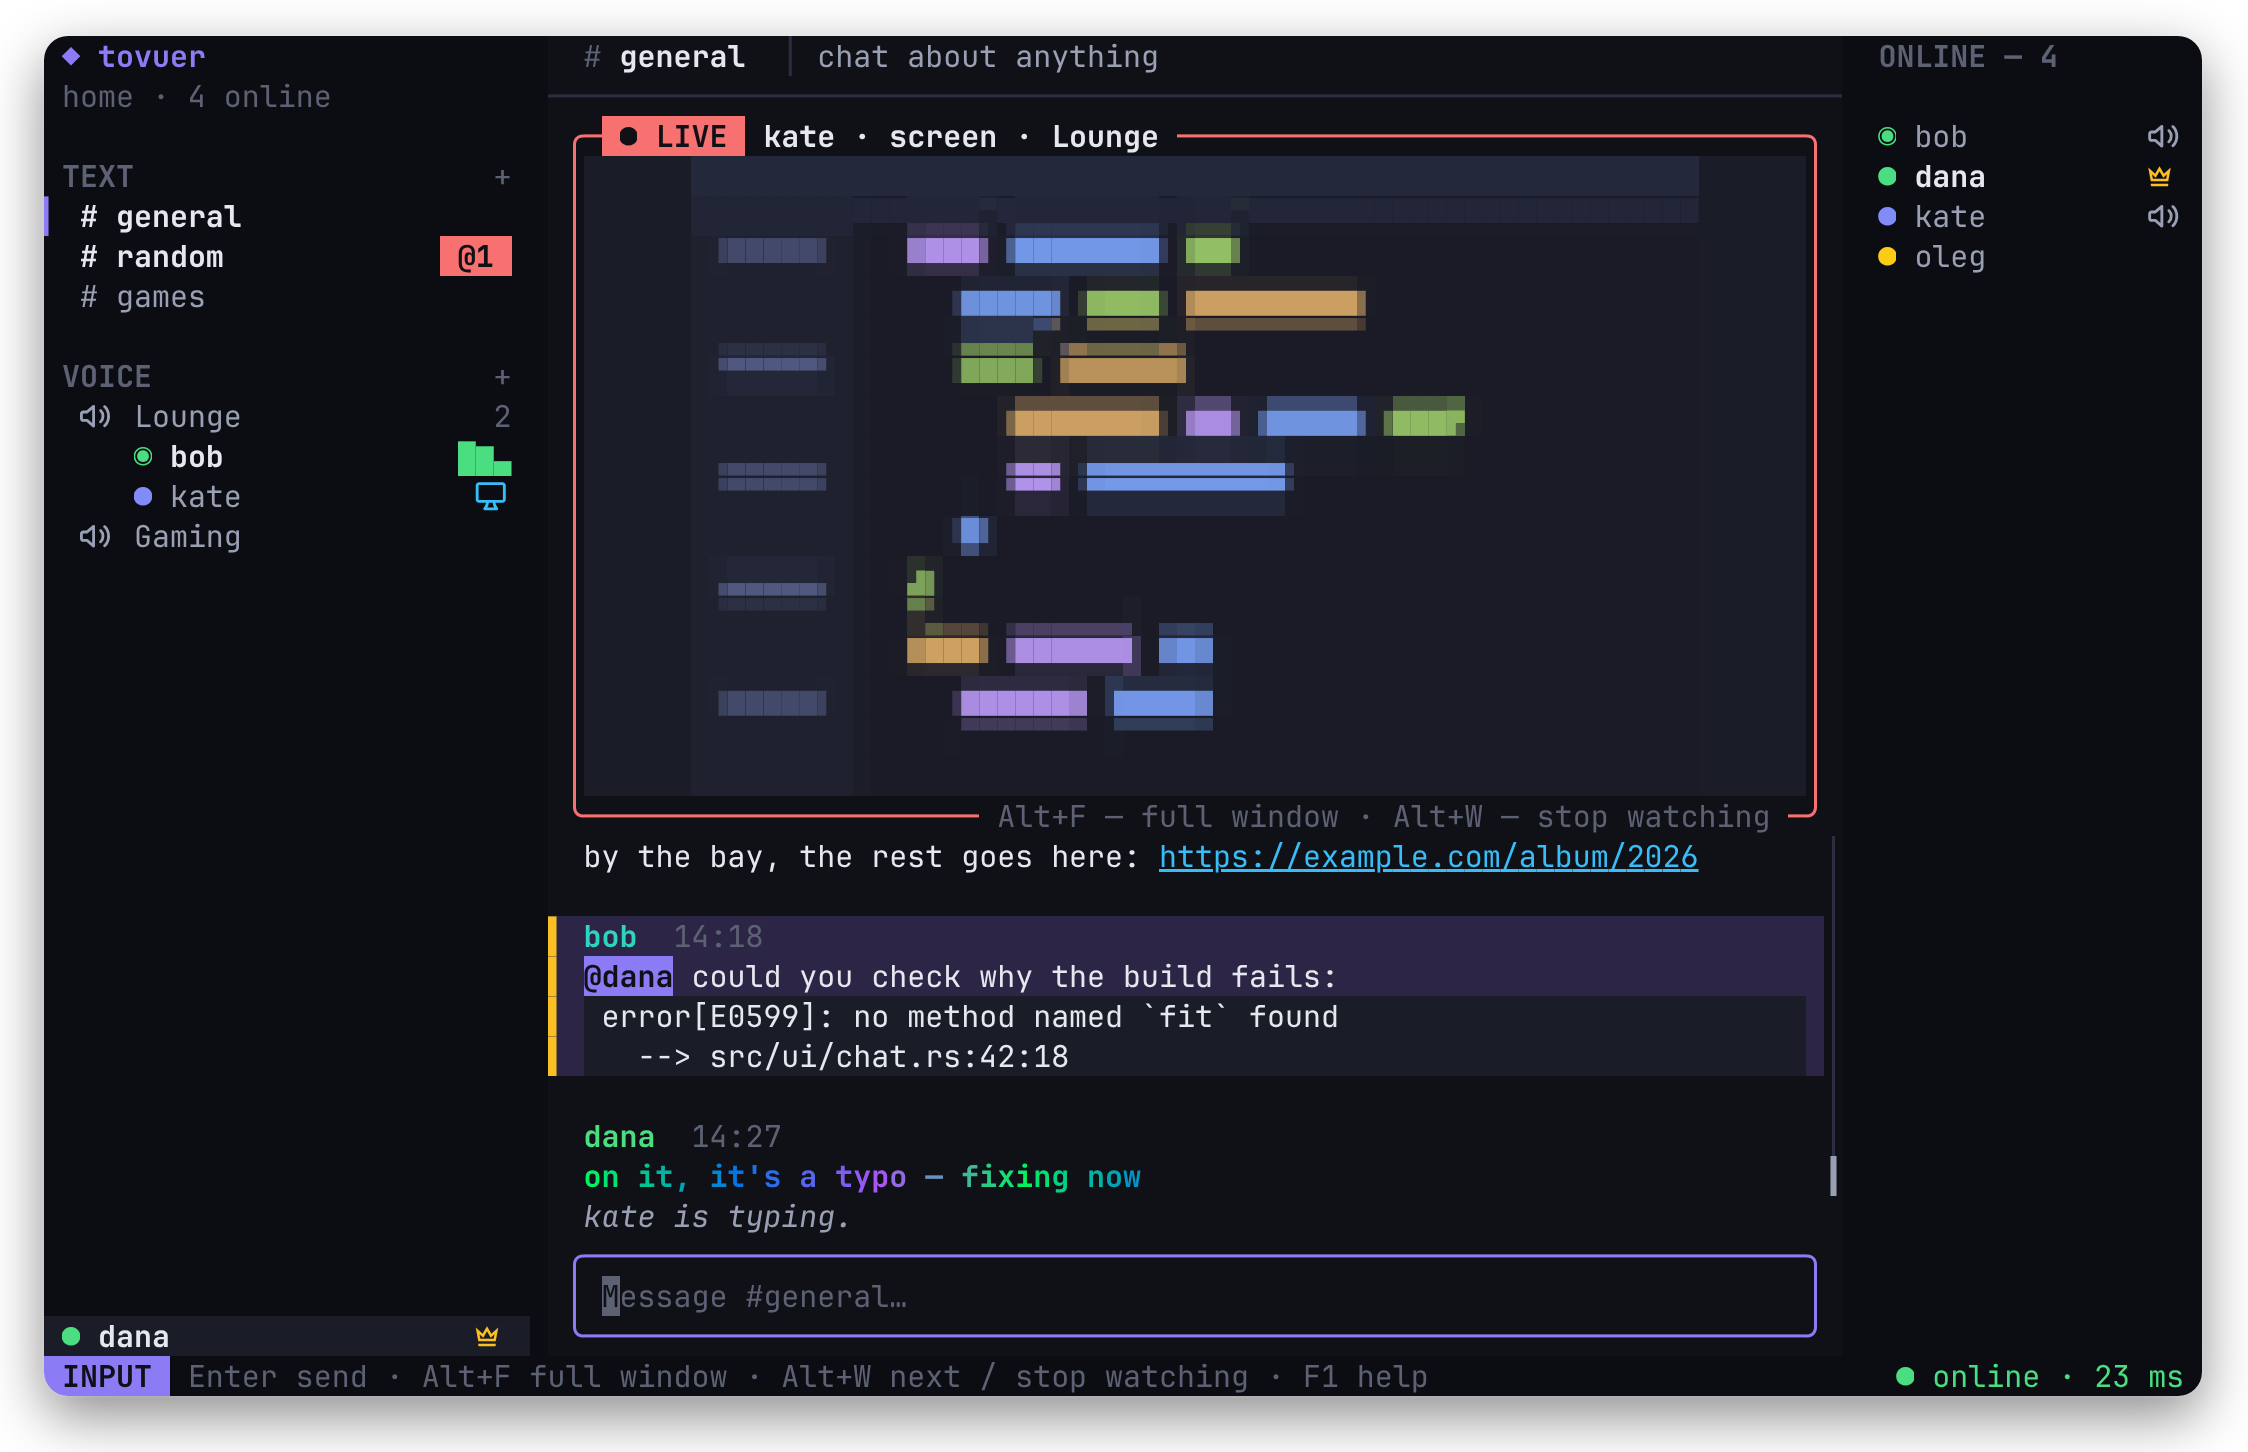 ◆ tovuer
home · 4 online
TEXT +
# general
# random @1
# games
VOICE +
Lounge 2
bob
kate
Gaming
dana
# general │ chat about anything
● LIVE kate · screen · Lounge
Alt+F — full window · Alt+W — stop watching
by the bay, the rest goes here: https://example.com/album/2026
bob 14:18
@dana could you check why the build fails:
error[E0599]: no method named `fit` found
--> src/ui/chat.rs:42:18
dana 14:27
on it, it's a typo — fixing now
kate is typing.
Message #general…
ONLINE — 4
bob
dana
kate
oleg
INPUT Enter send · Alt+F full window · Alt+W next / stop watching · F1 help
● online · 23 ms